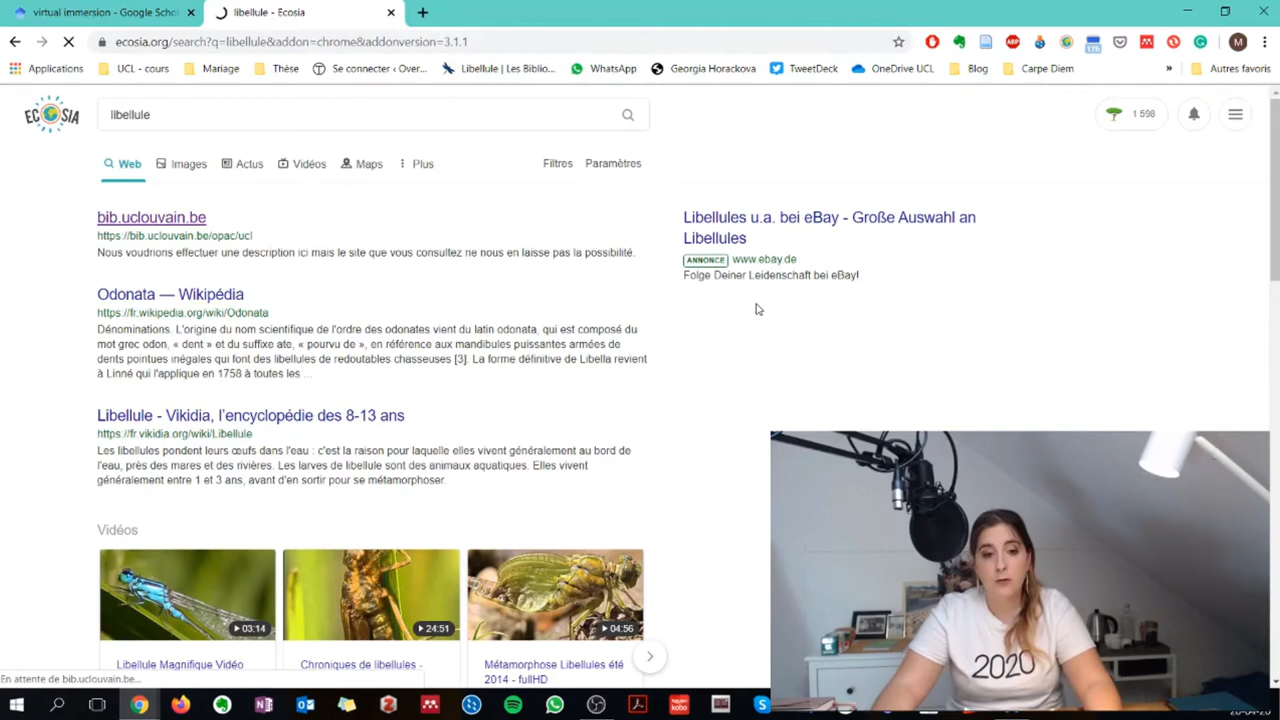 virtual immersion - Google Schol
libellule - Ecosia
ecosia.org/search?q=libellule&addon=chrome&addonversion=3.1.1
175
M
Applications
UCL - cours
Mariage
Thèse
Se connecter ‹ Over...
Libellule | Les Biblio...
WhatsApp
Georgia Horackova
TweetDeck
OneDrive UCL
Blog
Carpe Diem
»
Autres favoris
ECOSIA
libellule
1 598
Web
Images
Actus
Vidéos
Maps
Plus
Filtres
Paramètres
bib.uclouvain.be
https://bib.uclouvain.be/opac/ucl
Nous voudrions effectuer une description ici mais le site que vous consultez ne nous en laisse pas la possibilité.
Odonata — Wikipédia
https://fr.wikipedia.org/wiki/Odonata
Dénominations. L'origine du nom scientifique de l'ordre des odonates vient du latin odonata, qui est composé du
mot grec odon, « dent » et du suffixe ate, « pourvu de », en référence aux mandibules puissantes armées de
dents pointues inégales qui font des libellules de redoutables chasseuses [3]. La forme définitive de Libella revient
à Linné qui l'applique en 1758 à toutes les ...
Libellule - Vikidia, l'encyclopédie des 8-13 ans
https://fr.vikidia.org/wiki/Libellule
Les libellules pondent leurs œufs dans l'eau : c'est la raison pour laquelle elles vivent généralement au bord de
l'eau, près des mares et des rivières. Les larves de libellule sont des animaux aquatiques. Elles vivent
généralement entre 1 et 3 ans, avant d'en sortir pour se métamorphoser.
Vidéos
03:14
24:51
04:56
Libellule Magnifique Vidéo
Chroniques de libellules -
Métamorphose Libellules été
2014 - fullHD
Libellules u.a. bei eBay - Große Auswahl an
Libellules
ANNONCE www.ebay.de
Folge Deiner Leidenschaft bei eBay!
2020
En attente de bib.uclouvain.be...